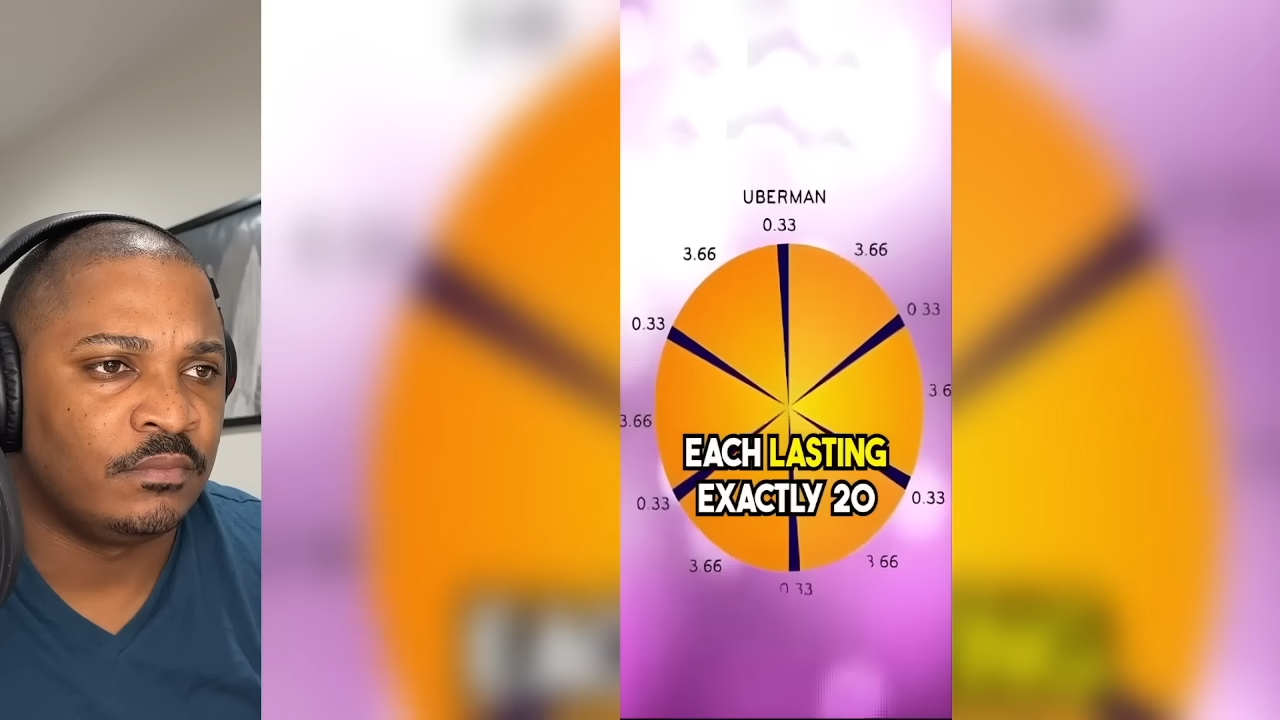 UBERMAN
0.33
3.66 3.66
0.33 0 33
3.66 3 6
EACH LASTING
EXACTLY 20
0.33 0.33
3.66 3 66
0 33